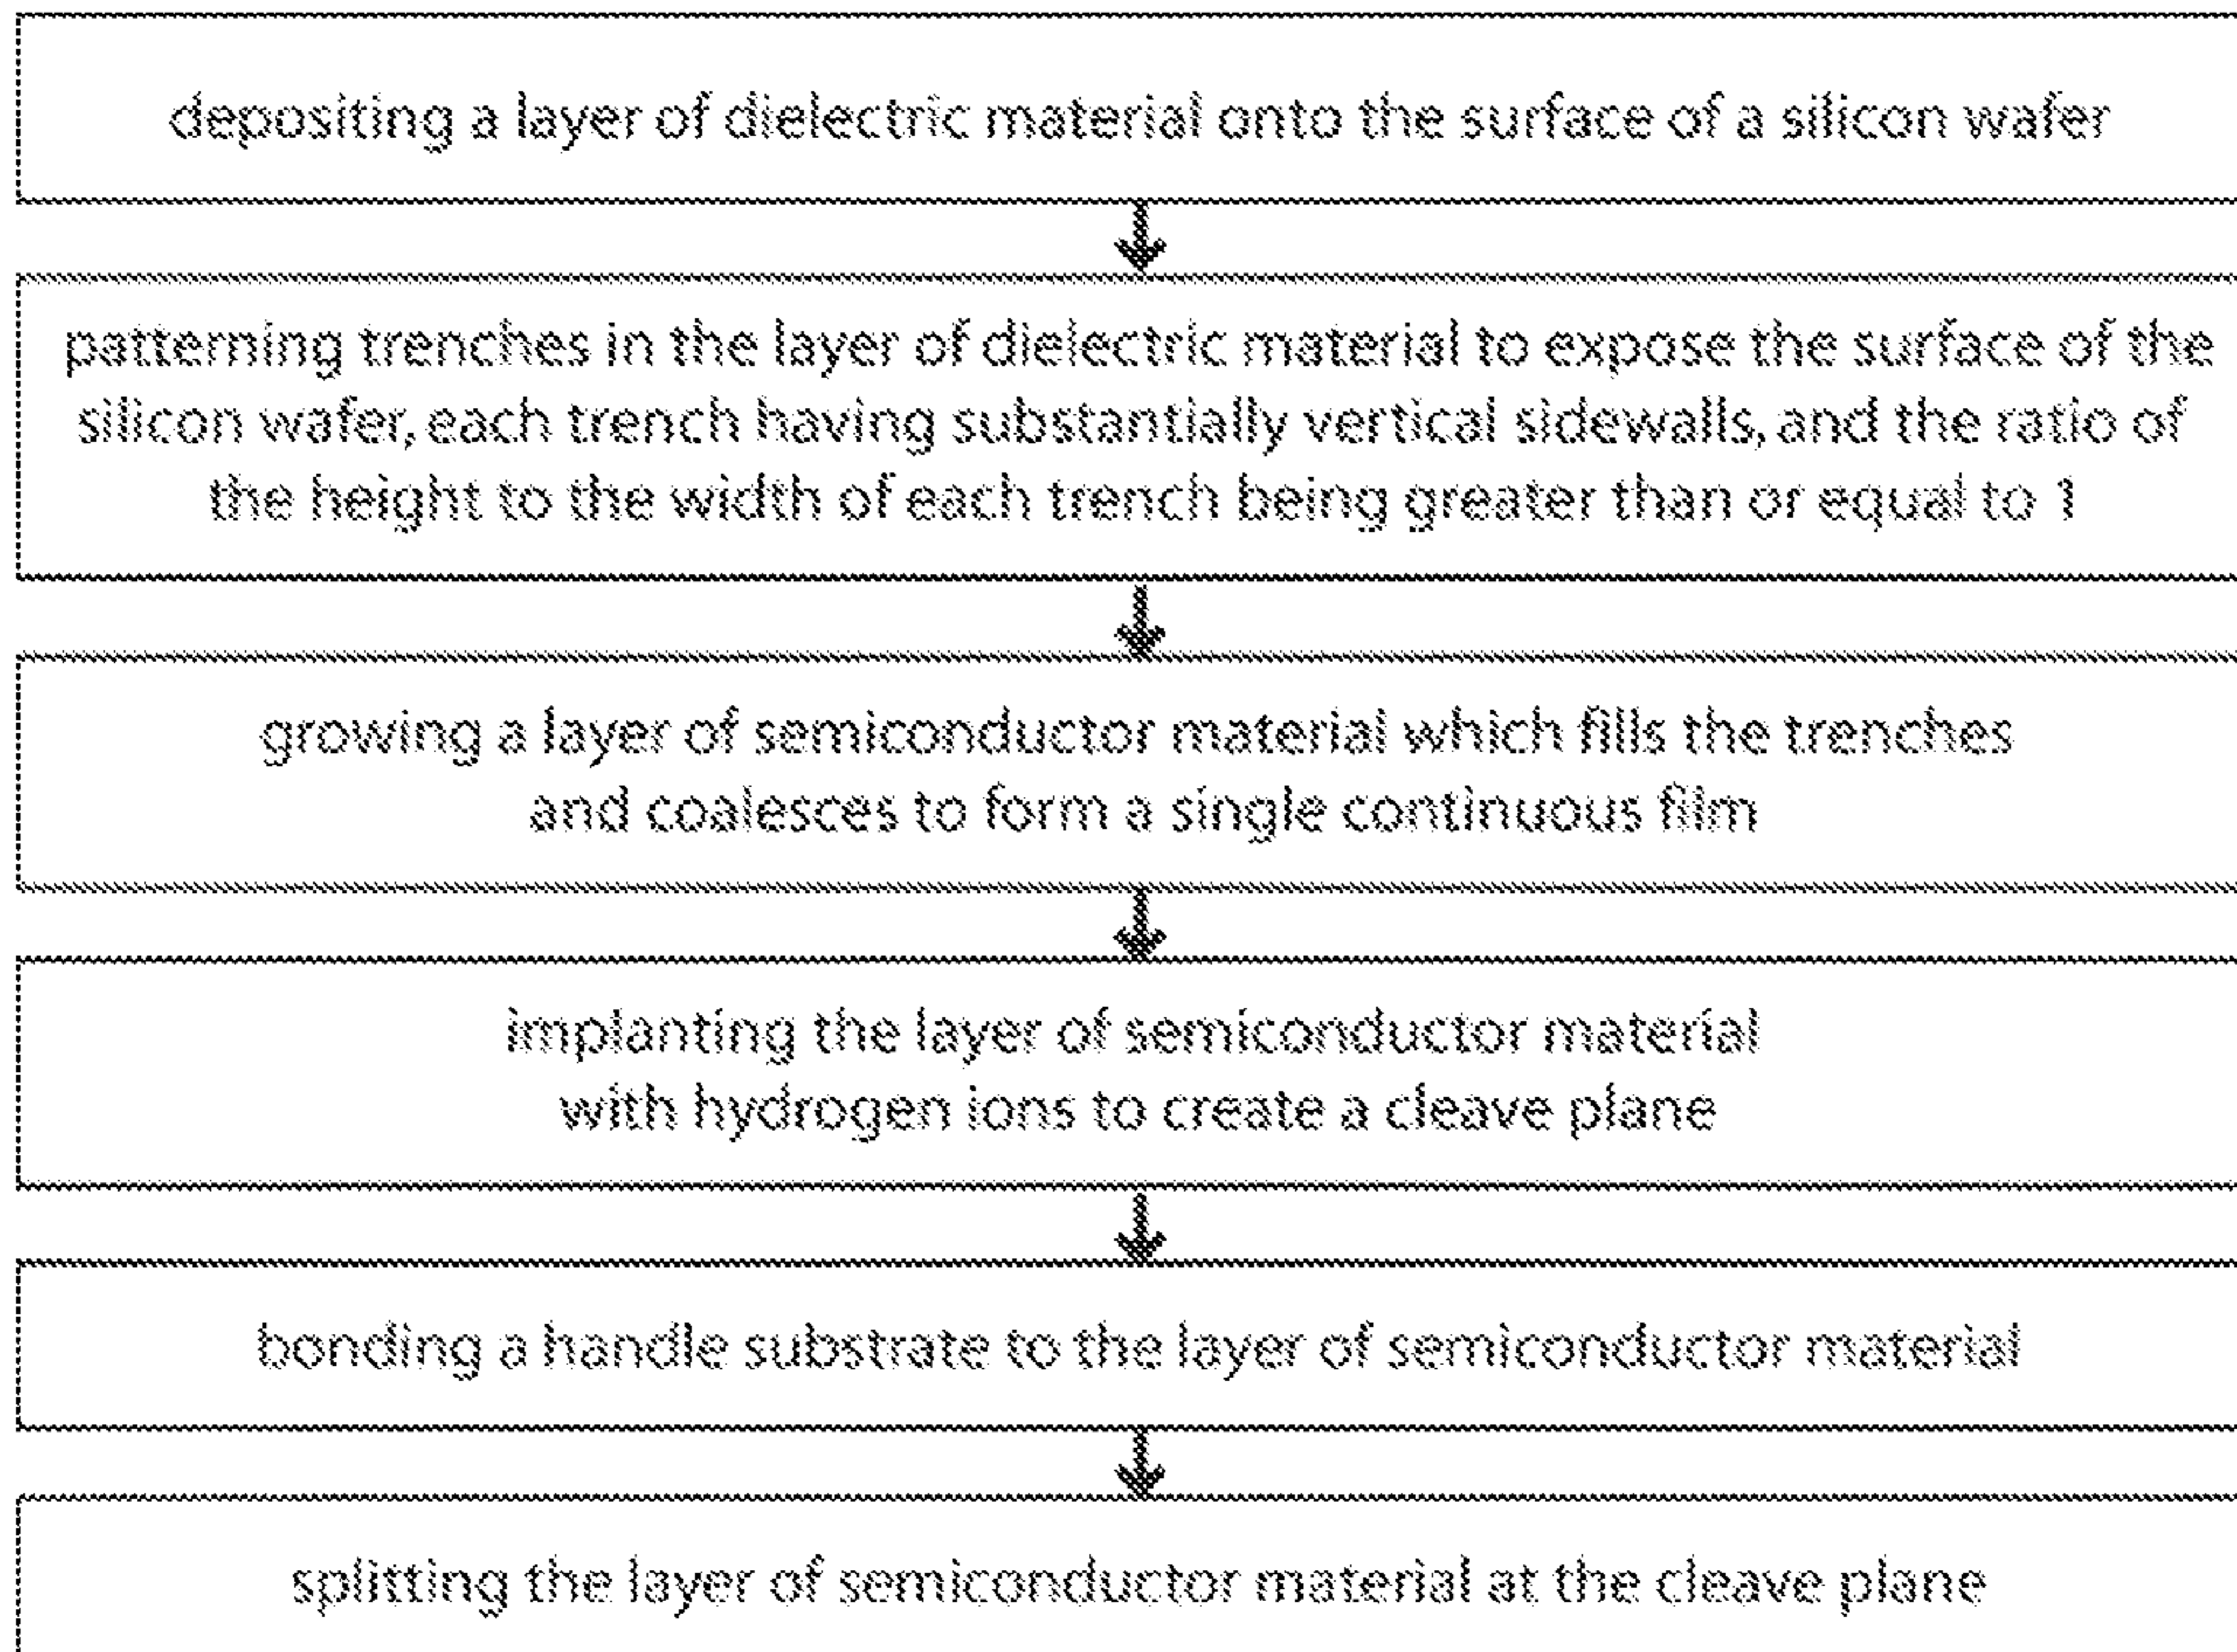 depositing a layer of dielectric material onto the surface of a silicon wafer
patterning trenches in the layer of dielectric material to expose the surface of the
silicon wafer, each trench having substantially vertical sidewalls, and the ratio of
the height to the width of each trench being greater than or equal to 1
growing a layer of semiconductor material which fills the trenches
and coalesces to form a single continuous film
implanting the layer of semiconductor material
with hydrogen ions to create a cleave plane
bonding a handle substrate to the layer of semiconductor material
splitting the layer of semiconductor material at the cleave plane